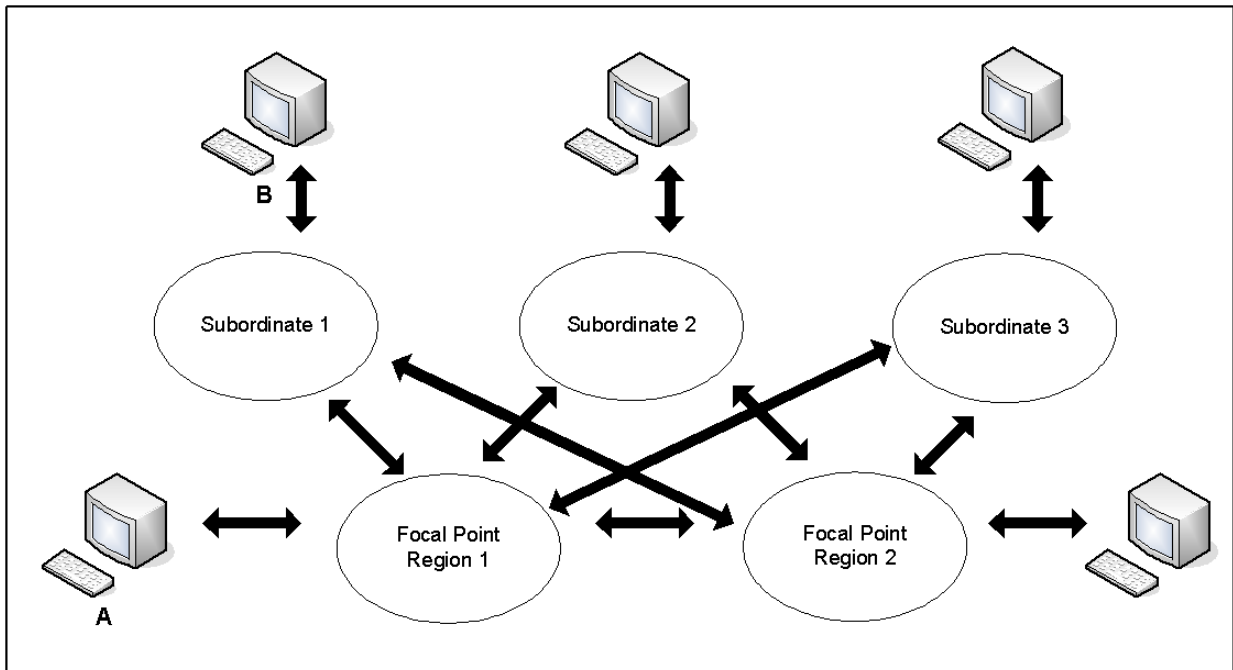 B
Subordinate 1
Subordinate 2
Subordinate 3
Focal Point
Region 1
Focal Point
Region 2
A